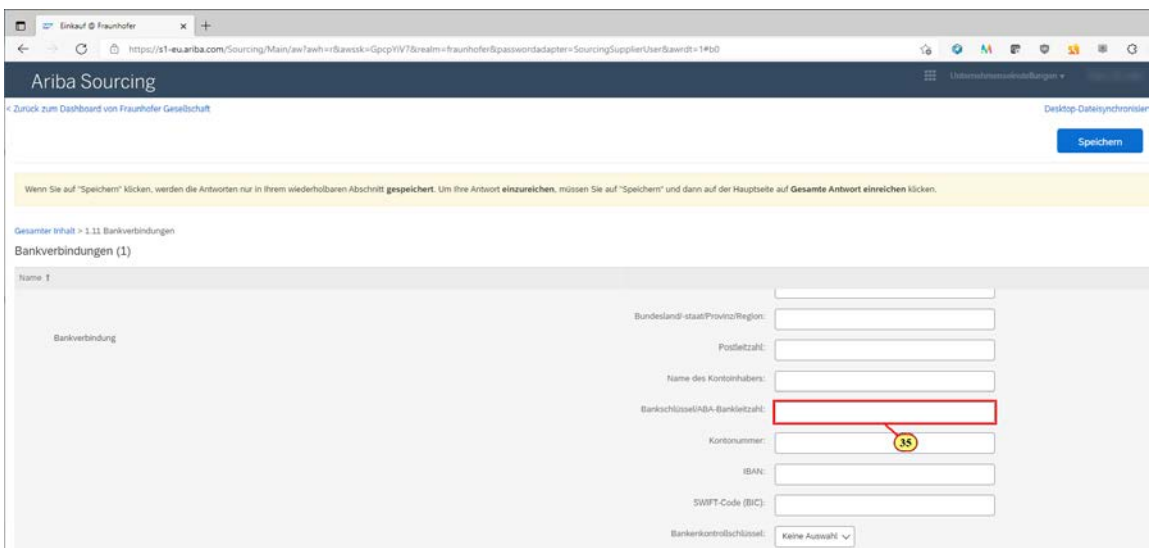 Einkauf @ Fraunhofer
https://s1-eu.ariba.com/Sourcing/Main/aw?awh=r&awssk=GpcpYiV7&realm=fraunhofer&passwordadapter=SourcingSupplierUser&awrdt=1#b0
Ariba Sourcing
Unternehmenseinstellungen
< Zurück zum Dashboard von Fraunhofer Gesellschaft
Desktop-Dateisynchronisier
Speichern
Wenn Sie auf "Speichern" klicken, werden die Antworten nur in Ihrem wiederholbaren Abschnitt gespeichert. Um Ihre Antwort einzureichen, müssen Sie auf "Speichern" und dann auf der Hauptseite auf Gesamte Antwort einreichen klicken.
Gesamter Inhalt > 1.11 Bankverbindungen
Bankverbindungen (1)
Name ↑
Bundesland/-staat/Provinz/Region:
Bankverbindung
Postleitzahl:
Name des Kontoinhabers:
Bankschlüssel/ABA-Bankleitzahl:
Kontonummer:
35
IBAN:
SWIFT-Code (BIC):
Bankenkontrollschlüssel:
Keine Auswahl